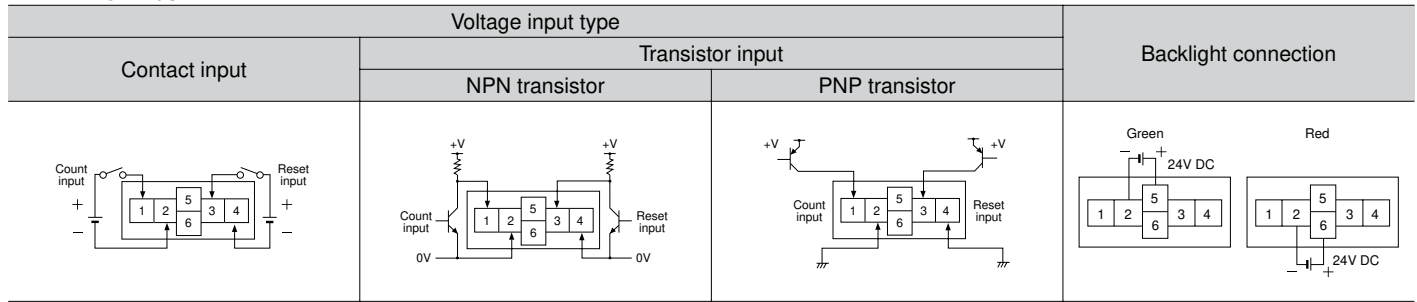 Voltage input type
Backlight connection
Contact input
Transistor input
NPN transistor
PNP transistor
Count
input
Reset
input
+
−
+
−
1 2 5 6 3 4
+V
+V
Count
input
Reset
input
1 2 5 6 3 4
0V
0V
+V
+V
Count
input
Reset
input
1 2 5 6 3 4
Green
− +
24V DC
1 2 5 6 3 4
Red
1 2 5 6 3 4
− +
24V DC